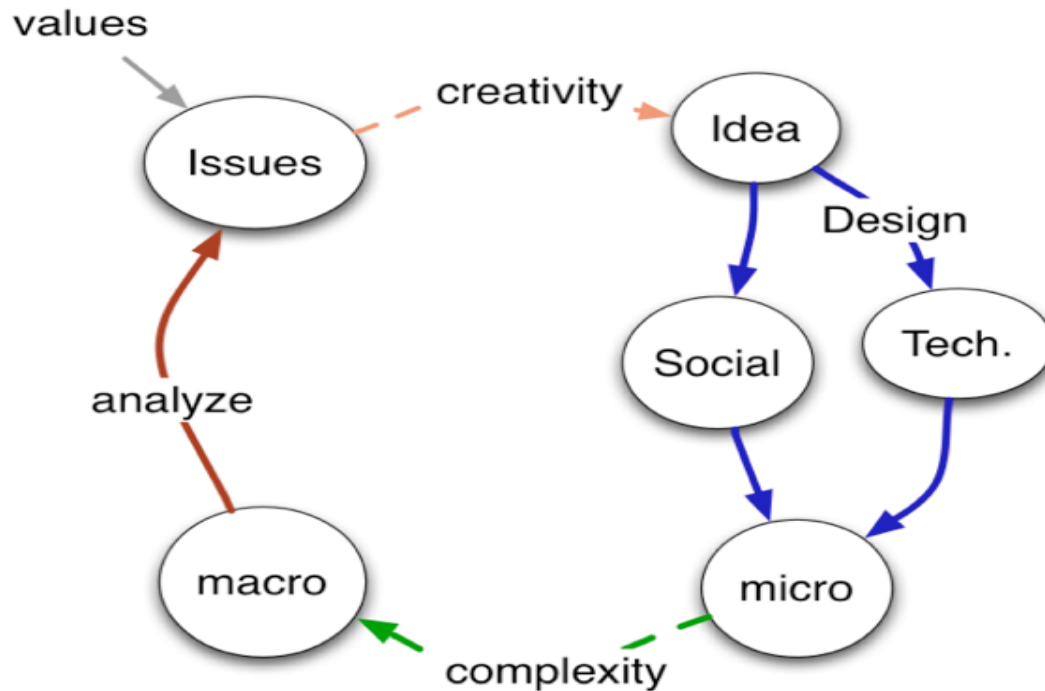 values
creativity
Issues
Idea
Design
Social
Tech.
analyze
macro
micro
complexity